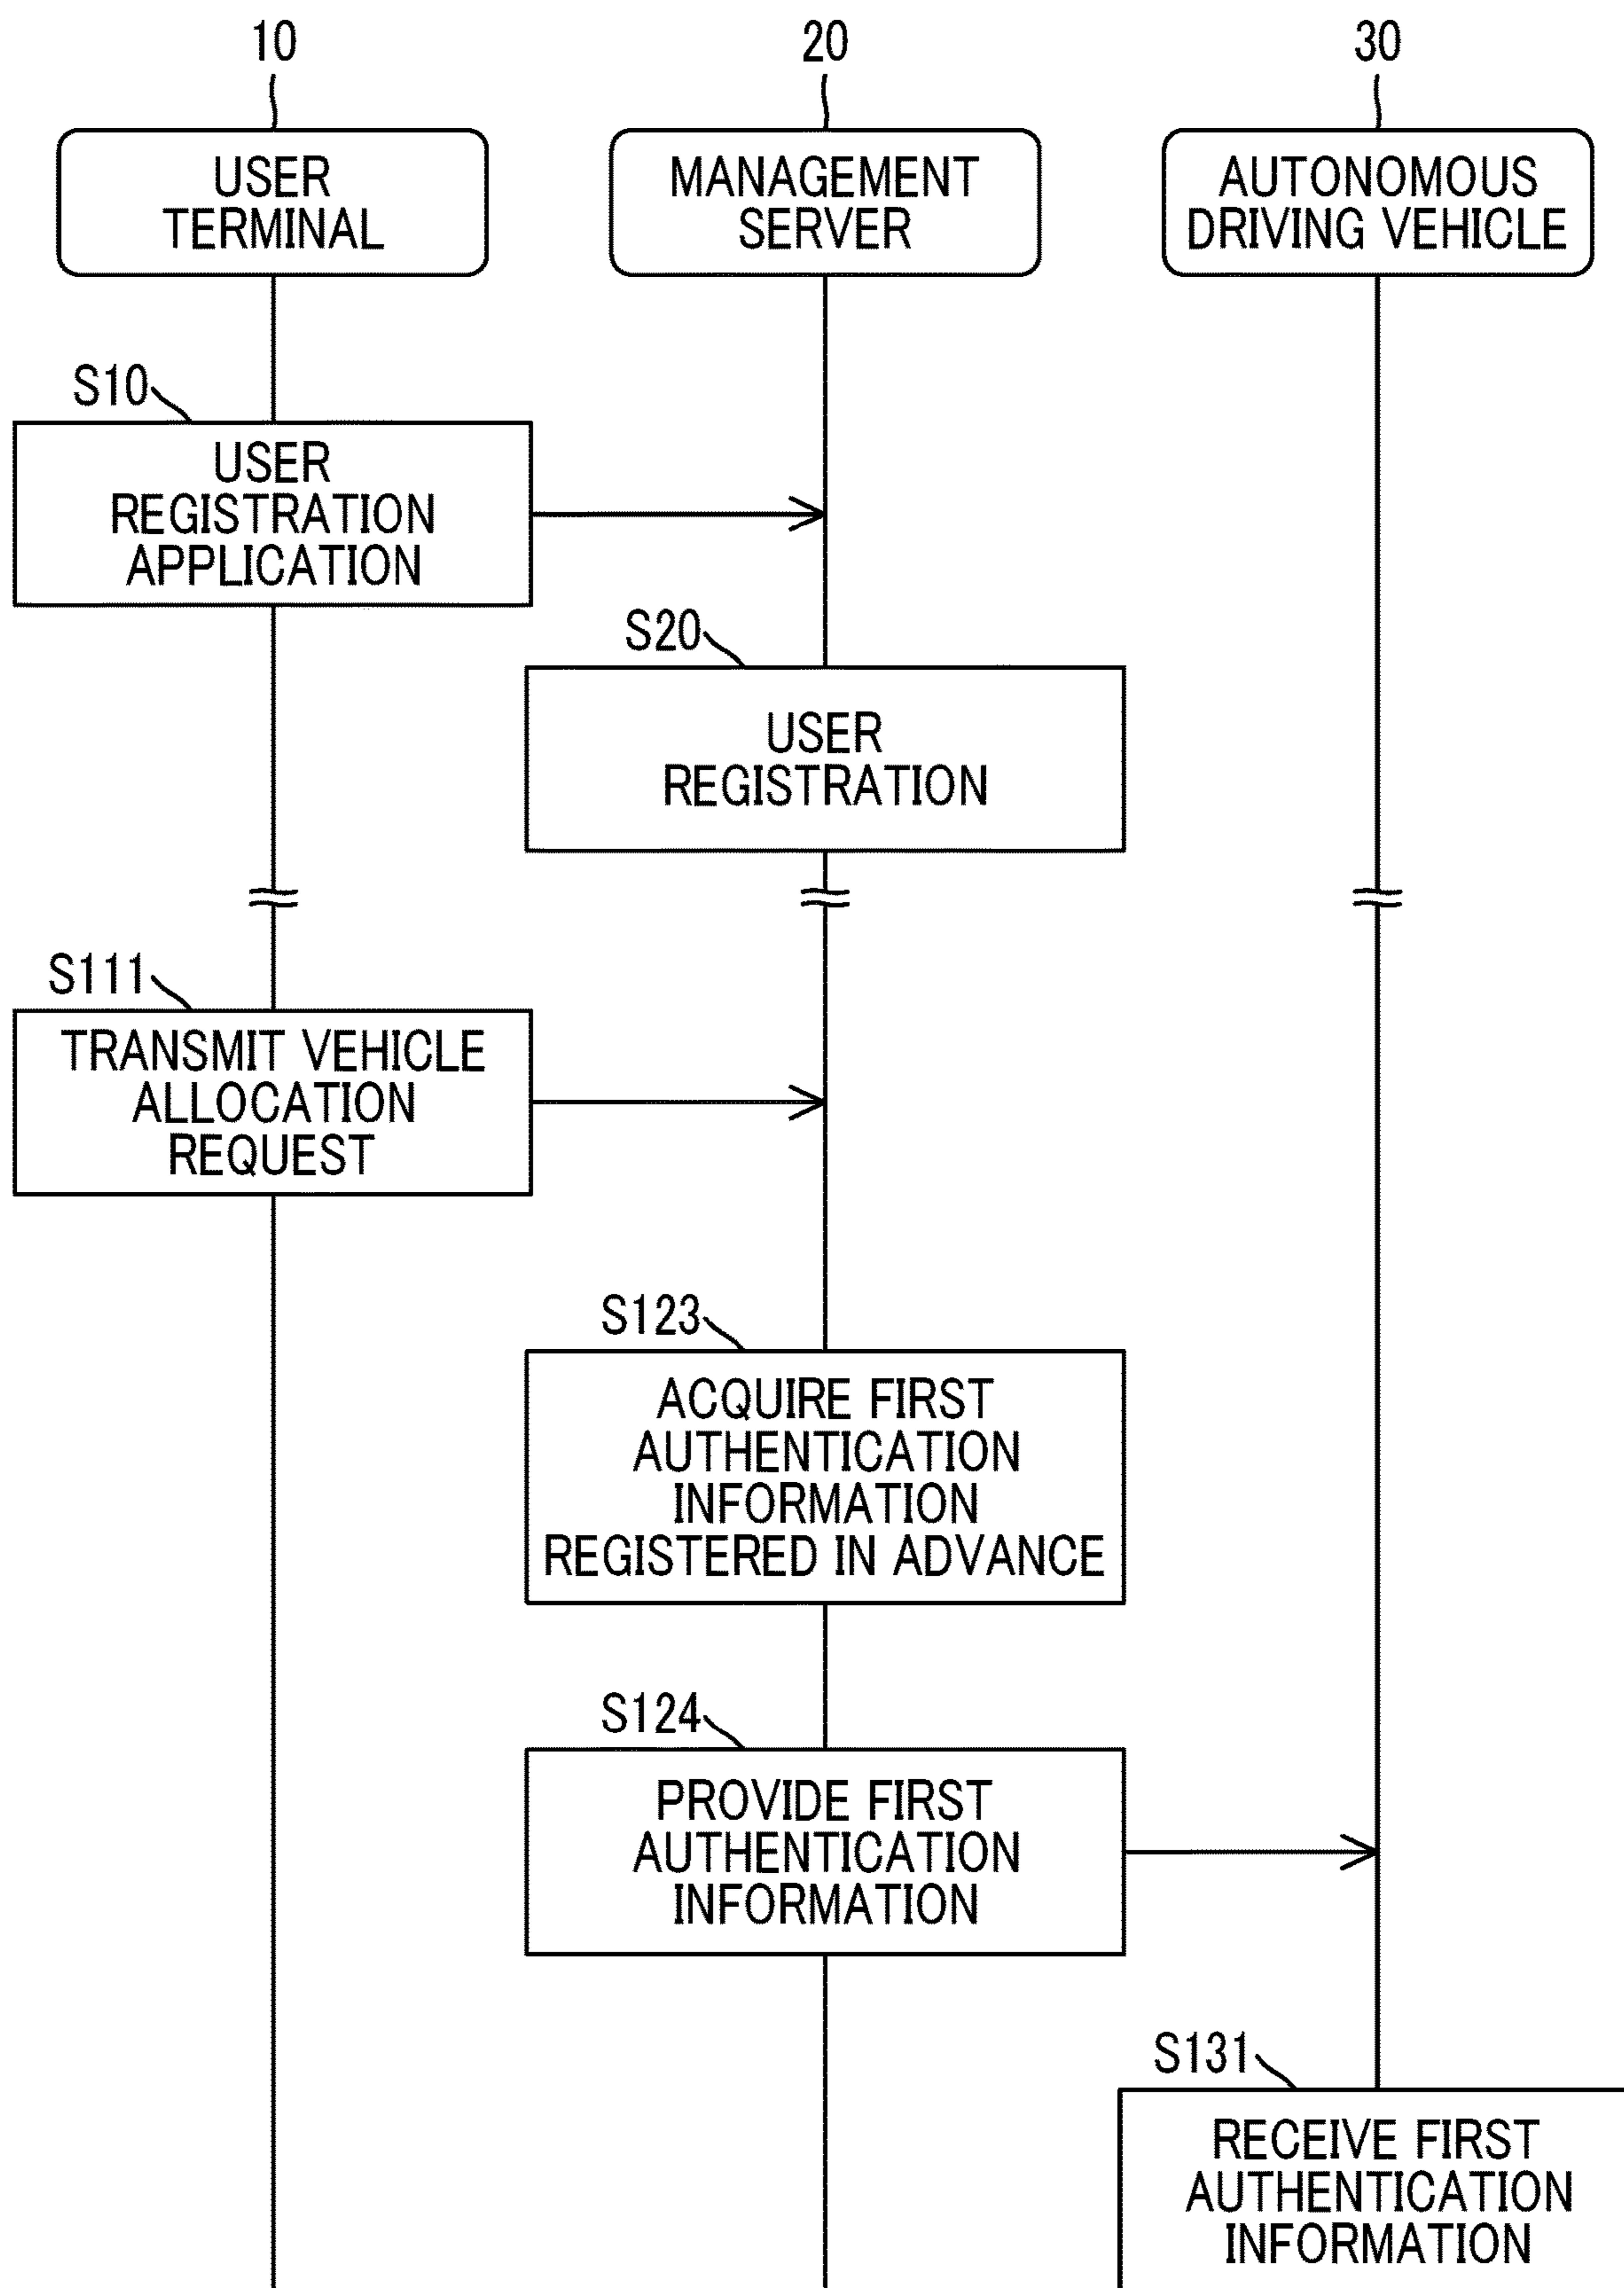 10
20
30
USER
TERMINAL
MANAGEMENT
SERVER
AUTONOMOUS
DRIVING VEHICLE
S10
USER
REGISTRATION
APPLICATION
S20
USER
REGISTRATION
S111
TRANSMIT VEHICLE
ALLOCATION
REQUEST
S123
ACQUIRE FIRST
AUTHENTICATION
INFORMATION
REGISTERED IN ADVANCE
S124
PROVIDE FIRST
AUTHENTICATION
INFORMATION
S131
RECEIVE FIRST
AUTHENTICATION
INFORMATION